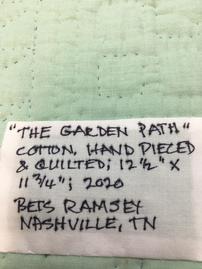 "THE GARDEN PATH"
COTTON, HAND PIECED
& QUILTED; 12 ½" X
11 ¾"; 2020
BETS RAMSEY
NASHVILLE, TN